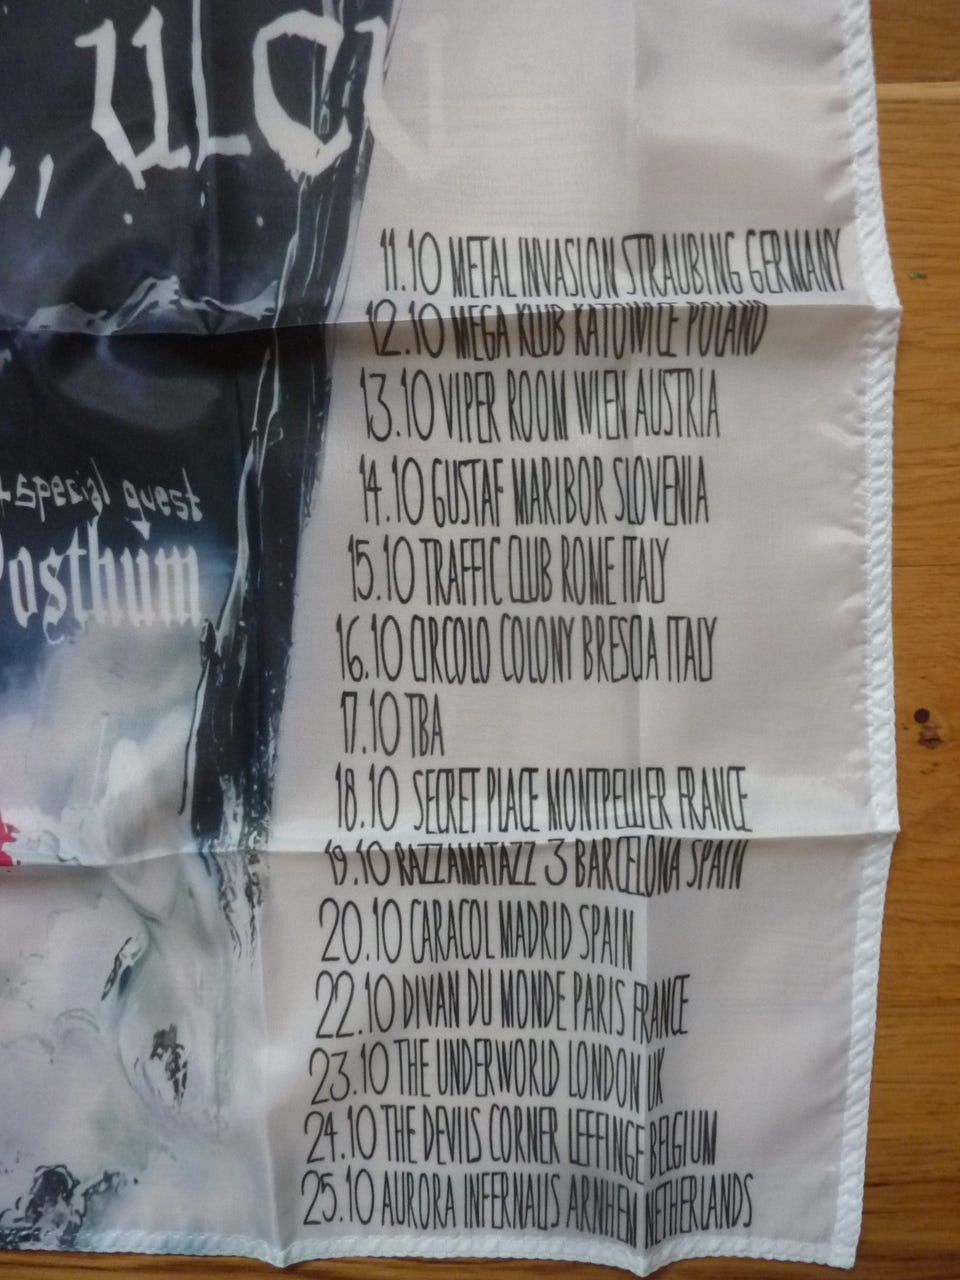 11.10 METAL INVASION STRAUBING GERMANY
12.10 MEGA KLUB KATOWICE POLAND
13.10 VIPER ROOM WIEN AUSTRIA
14.10 GUSTAF MARIBOR SLOVENIA
+special guest
15.10 TRAFFIC CLUB ROME ITALY
Posthum
16.10 CIRCOLO COLONY BRESCIA ITALY
17.10 TBA
18.10 SECRET PLACE MONTPELLIER FRANCE
19.10 RAZZAMATAZZ 3 BARCELONA SPAIN
20.10 CARACOL MADRID SPAIN
22.10 DIVAN DU MONDE PARIS FRANCE
23.10 THE UNDERWORLD LONDON UK
24.10 THE DEVILS CORNER LEFFINGE BELGIUM
25.10 AURORA INFERNALIS ARNHEM NETHERLANDS